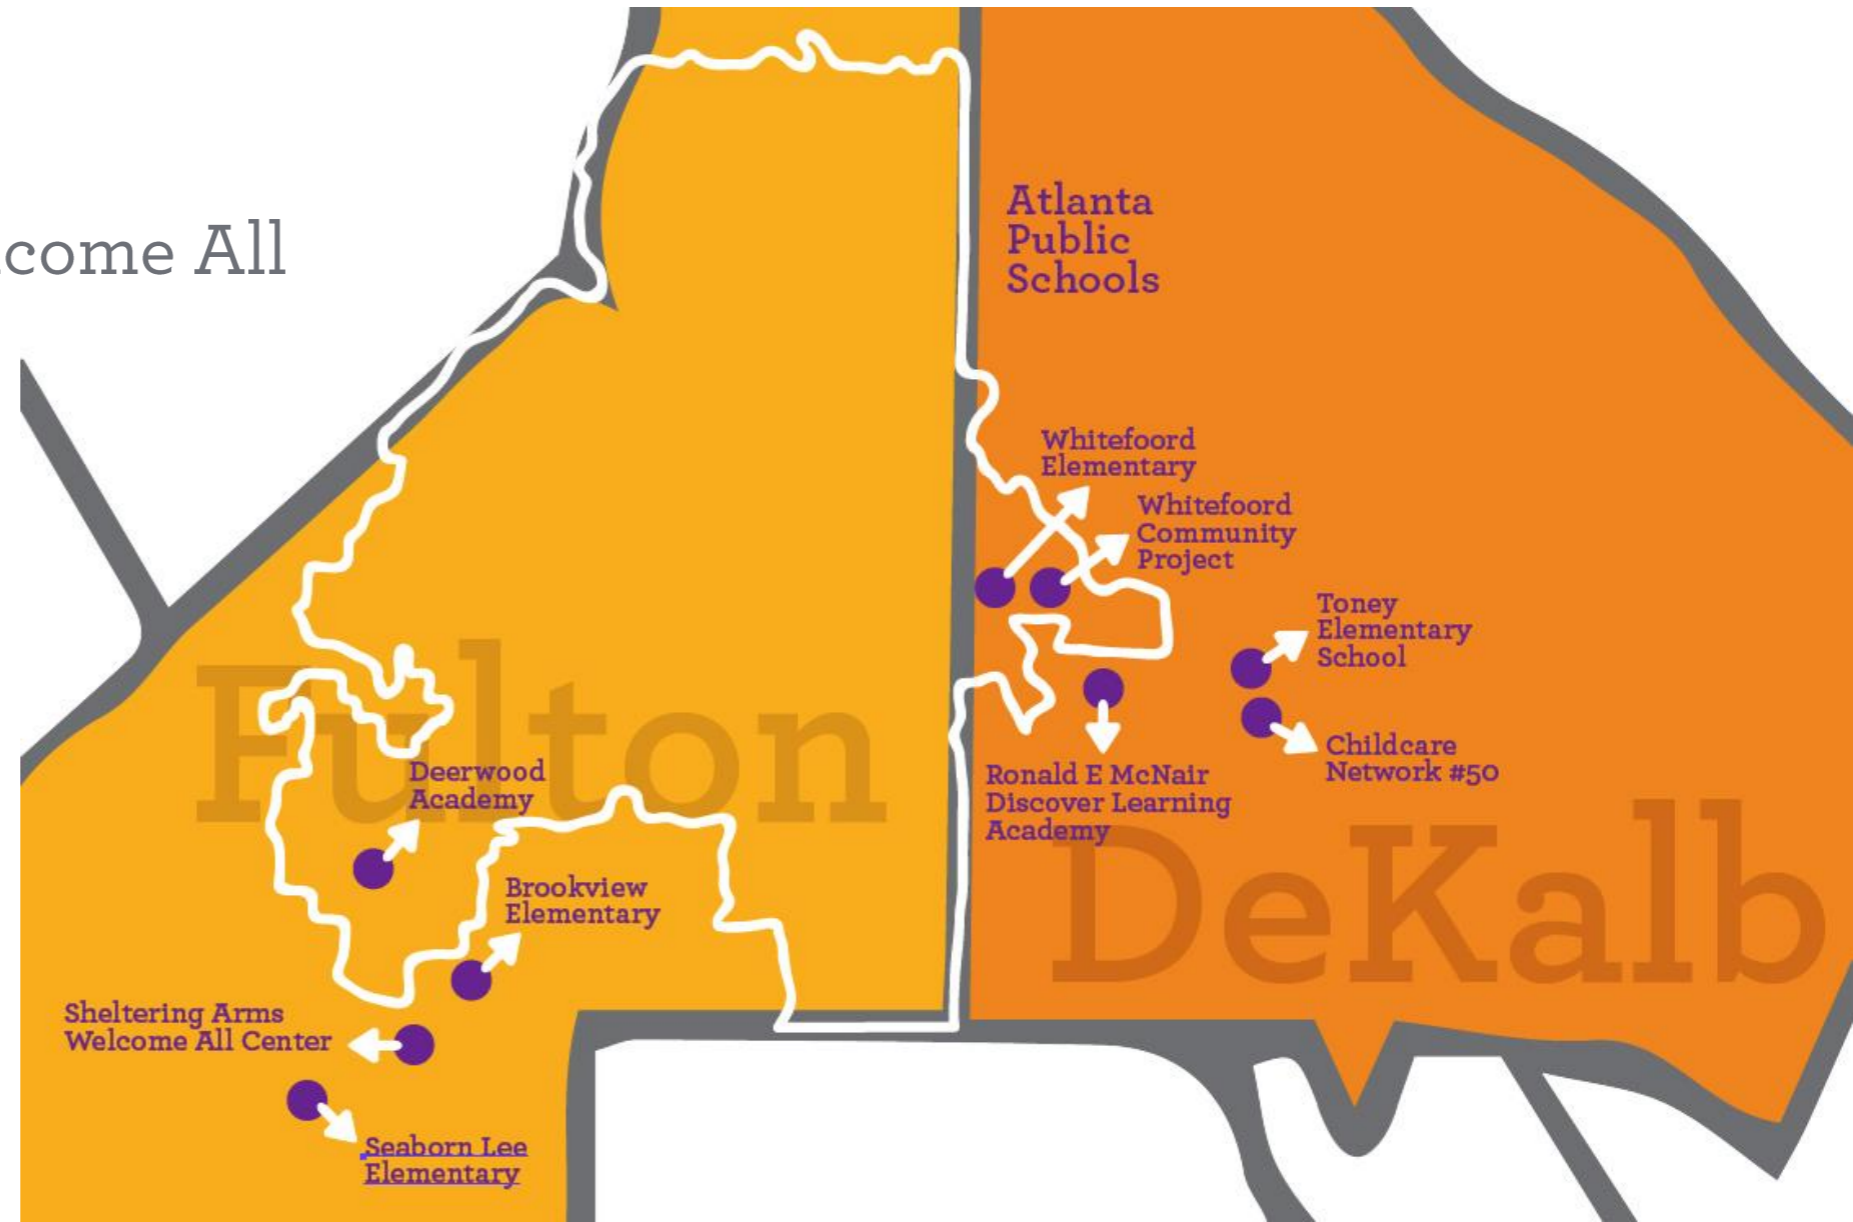 come All
Atlanta
Public
Schools
Whitefoord
Elementary
Whitefoord
Community
Project
Toney
Elementary
School
Childcare
Network #50
Ronald E McNair
Discover Learning
Academy
Fulton
DeKalb
Deerwood
Academy
Brookview
Elementary
Sheltering Arms
Welcome All Center
Seaborn Lee
Elementary